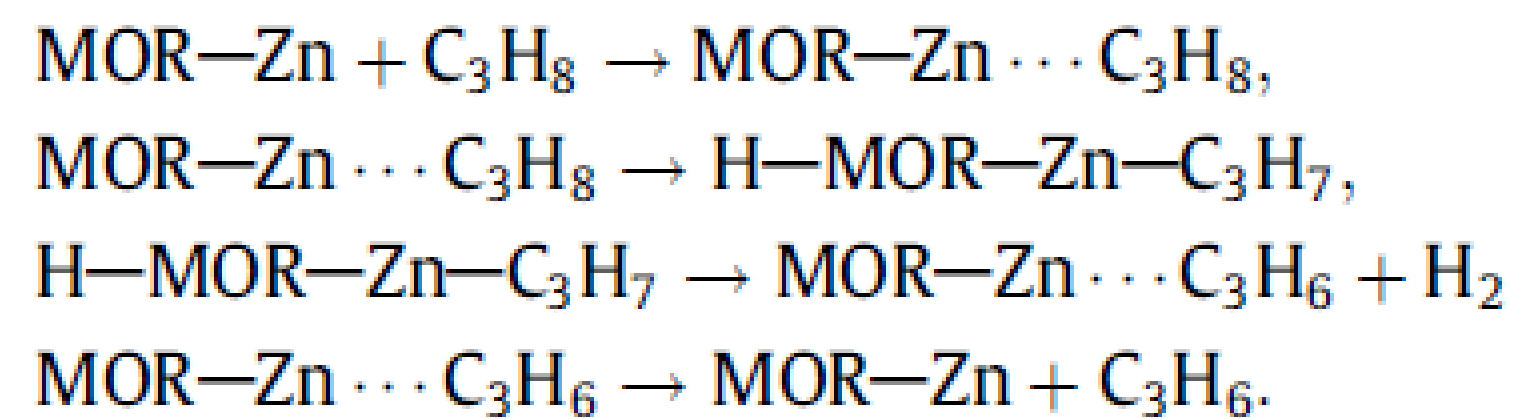 MOR—Zn + C₃H₈ → MOR—Zn ··· C₃H₈,
MOR—Zn ··· C₃H₈ → H—MOR—Zn—C₃H₇,
H—MOR—Zn—C₃H₇ → MOR—Zn ··· C₃H₆ + H₂
MOR—Zn ··· C₃H₆ → MOR—Zn + C₃H₆.